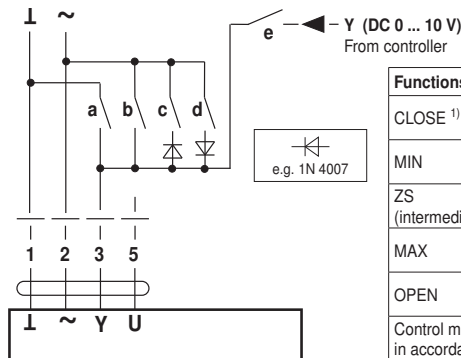 ⊥ ~
e
Y (DC 0 ... 10 V)
From controller
a b c d
e.g. 1N 4007
1 2 3 5
⊥ ~ Y U
Functions
CLOSE 1)
MIN
ZS
(intermedi
MAX
OPEN
Control m
in accorda